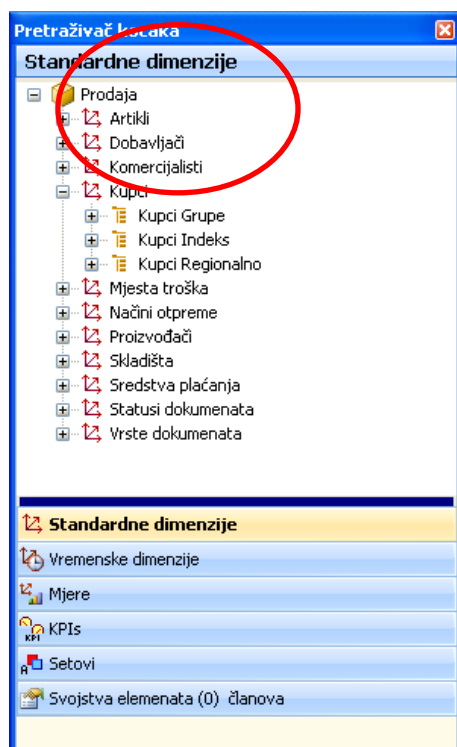 Pretraživač kocaka
Standardne dimenzije
Prodaja
Artikli
Dobavljači
Komercijalisti
Kupci
Kupci Grupe
Kupci Indeks
Kupci Regionalno
Mjesta troška
Načini otpreme
Proizvođači
Skladišta
Sredstva plaćanja
Statusi dokumenata
Vrste dokumenata
Standardne dimenzije
Vremenske dimenzije
Mjere
KPIs
Setovi
Svojstva elemenata (0) članova